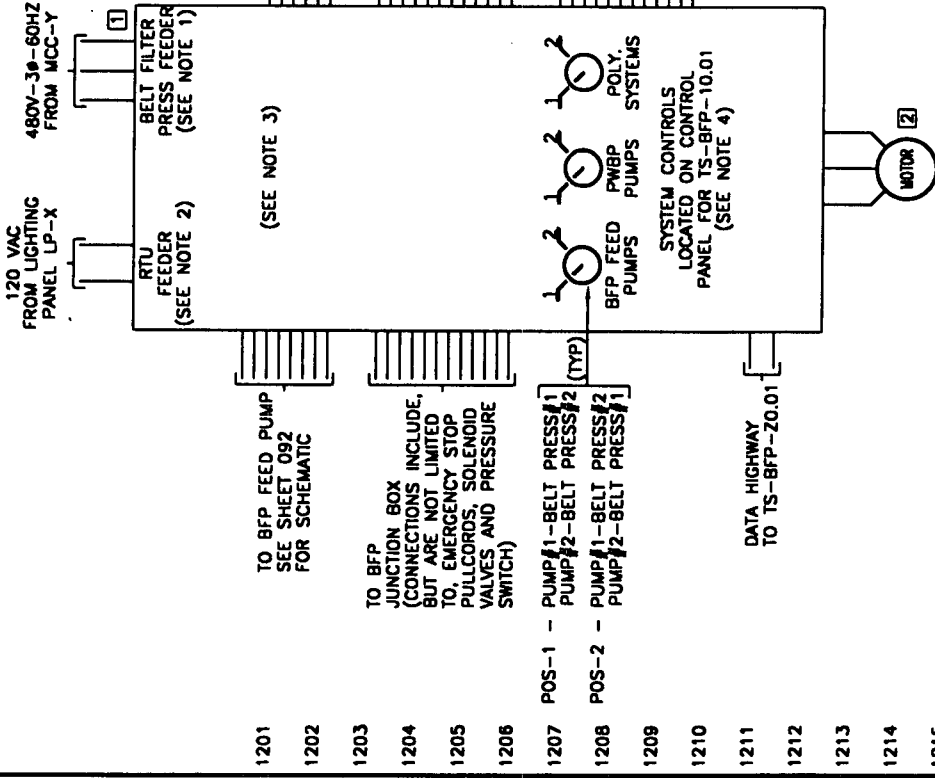 120 VAC
FROM LIGHTING
PANEL LP-X
480V-3ø-60HZ
FROM MCC-Y
1
RTU
FEEDER
(SEE NOTE 2)
BELT FILTER
PRESS FEEDER
(SEE NOTE 1)
(SEE NOTE 3)
TO BFP FEED PUMP
SEE SHEET 092
FOR SCHEMATIC
TO BFP
JUNCTION BOX
(CONNECTIONS INCLUDE,
BUT ARE NOT LIMITED
TO, EMERGENCY STOP
PULLCORDS, SOLENOID
VALVES AND PRESSURE
SWITCH)
POS-1 - PUMP#1-BELT PRESS#1
PUMP#2-BELT PRESS#2
POS-2 - PUMP#1-BELT PRESS#2
PUMP#2-BELT PRESS#1
(TYP)
1 2
BFP FEED
PUMPS
1 2
PWBP
PUMPS
1 2
POLY.
SYSTEMS
SYSTEM CONTROLS
LOCATED ON CONTROL
PANEL FOR TS-BFP-10.01
(SEE NOTE 4)
DATA HIGHWAY
TO TS-BFP-Z0.01
MOTOR
2
1201
1202
1203
1204
1205
1206
1207
1208
1209
1210
1211
1212
1213
1214